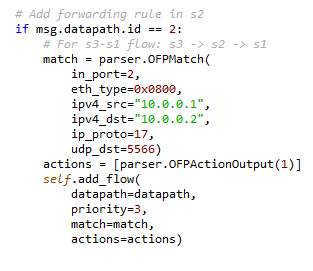 # Add forwarding rule in s2
if msg.datapath.id == 2:
    # For s3-s1 flow: s3 -> s2 -> s1
    match = parser.OFPMatch(
        in_port=2,
        eth_type=0x0800,
        ipv4_src="10.0.0.1",
        ipv4_dst="10.0.0.2",
        ip_proto=17,
        udp_dst=5566)
    actions = [parser.OFPActionOutput(1)]
    self.add_flow(
        datapath=datapath,
        priority=3,
        match=match,
        actions=actions)